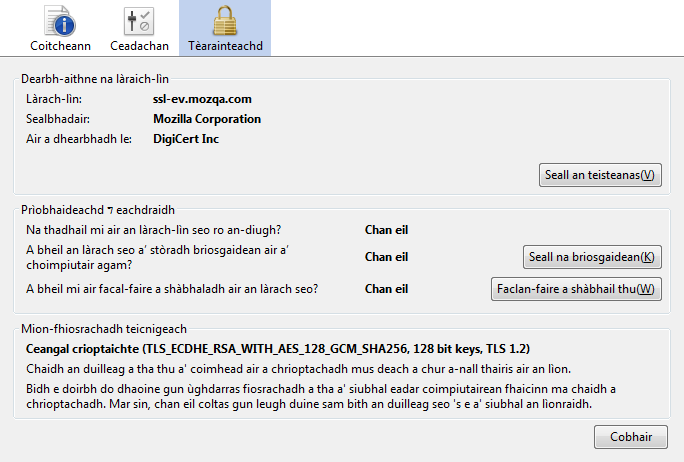 Coitcheann Ceadachan Tèarainteachd
Dearbh-aithne na làraich-lìn
Làrach-lìn: ssl-ev.mozqa.com
Sealbhadair: Mozilla Corporation
Air a dhearbhadh le: DigiCert Inc
Seall an teisteanas(V)
Prìobhaideachd ⁊ eachdraidh
Na thadhail mi air an làrach-lìn seo ro an-diugh? Chan eil
A bheil an làrach seo a’ stòradh briosgaidean air a’
choimpiutair agam? Chan eil Seall na briosgaidean(K)
A bheil mi air facal-faire a shàbhaladh air an làrach seo? Chan eil Faclan-faire a shàbhail thu(W)
Mion-fhiosrachadh teicnigeach
Ceangal crioptaichte (TLS_ECDHE_RSA_WITH_AES_128_GCM_SHA256, 128 bit keys, TLS 1.2)
Chaidh an duilleag a tha thu a' coimhead air a chrioptachadh mus deach a chur a-nall thairis air an lìon.
Bidh e doirbh do dhaoine gun ùghdarras fiosrachadh a tha a' siubhal eadar coimpiutairean fhaicinn ma chaidh a
chrioptachadh. Mar sin, chan eil coltas gun leugh duine sam bith an duilleag seo 's e a' siubhal an lìonraidh.
Cobhair